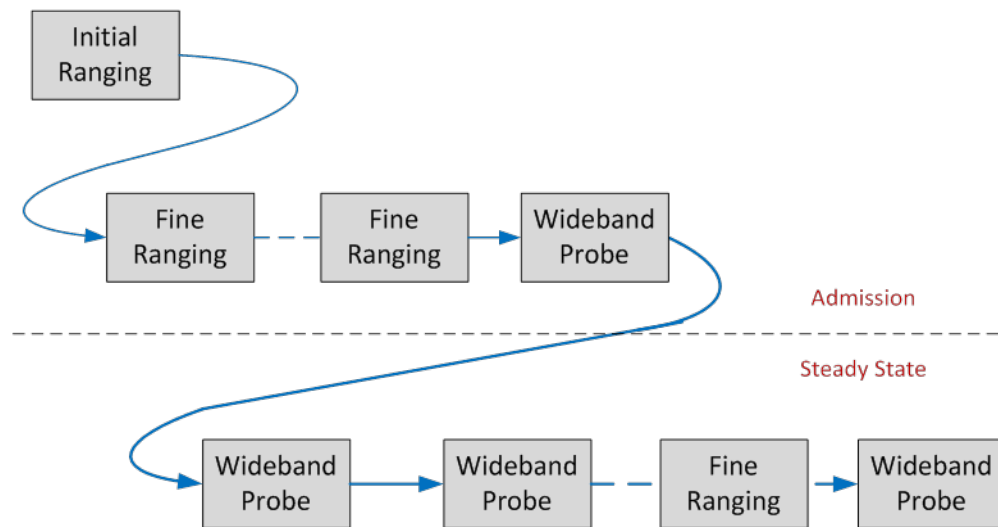 Initial
Ranging
Fine
Ranging
Fine
Ranging
Wideband
Probe
Admission
Steady State
Wideband
Probe
Wideband
Probe
Fine
Ranging
Wideband
Probe